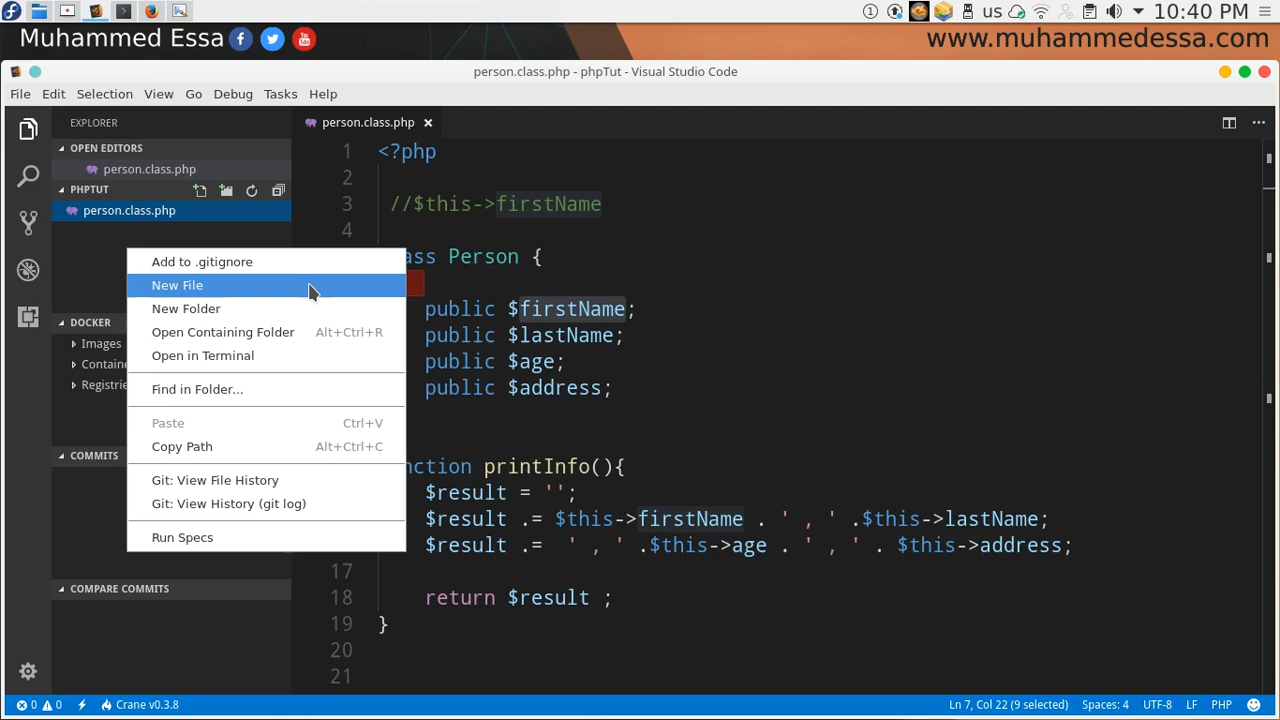 us
10:40 PM
Muhammed Essa
www.muhammedessa.com
person.class.php - phpTut - Visual Studio Code
File Edit Selection View Go Debug Tasks Help
EXPLORER
OPEN EDITORS
person.class.php
PHPTUT
person.class.php
DOCKER
Images
Containe
Registrie
COMMITS
COMPARE COMMITS
Add to .gitignore
New File
New Folder
Open Containing Folder Alt+Ctrl+R
Open in Terminal
Find in Folder...
Paste Ctrl+V
Copy Path Alt+Ctrl+C
Git: View File History
Git: View History (git log)
Run Specs
person.class.php
1 <?php
2
3 //$this->firstName
4
ass Person {
public $firstName;
public $lastName;
public $age;
public $address;
nction printInfo(){
$result = '';
$result .= $this->firstName . ' , ' .$this->lastName;
$result .= ' , ' .$this->age . ' , ' . $this->address;
17
18 return $result ;
19 }
20
21
0 0 Crane v0.3.8 Ln 7, Col 22 (9 selected) Spaces: 4 UTF-8 LF PHP